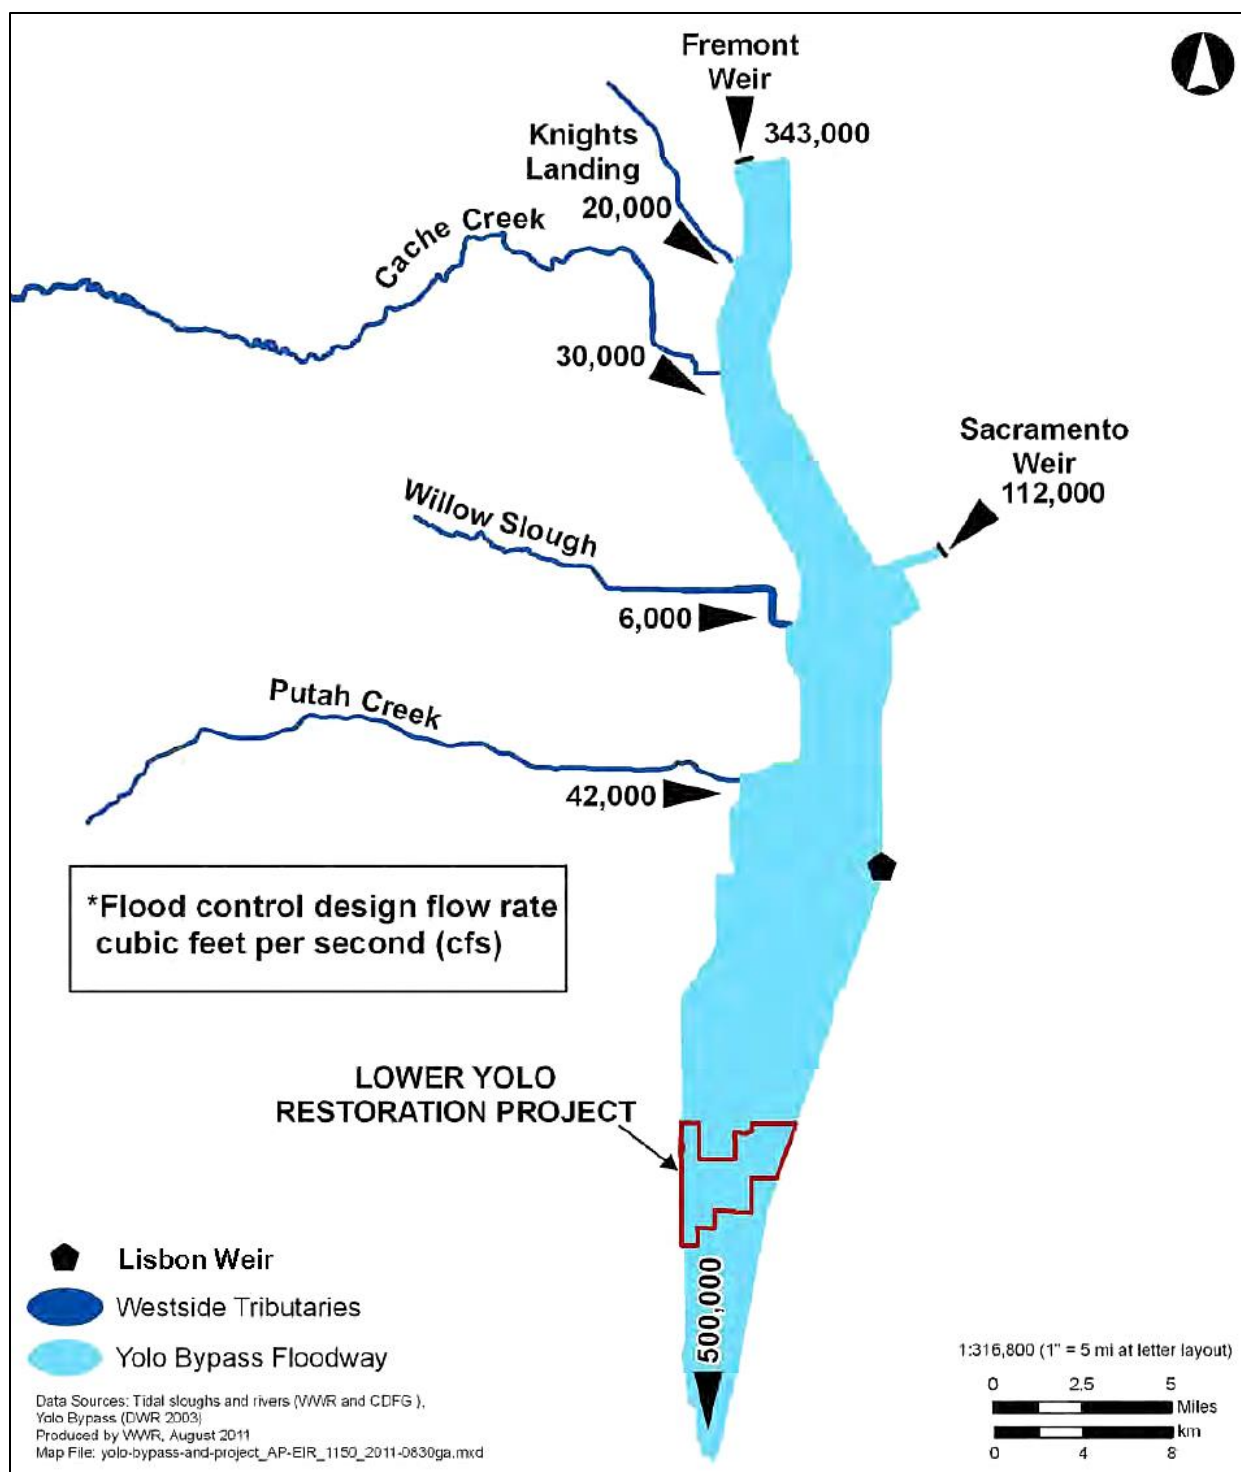 Fremont
Weir
343,000
Knights
Landing
20,000
Cache Creek
30,000
Sacramento
Weir
112,000
Willow Slough
6,000
Putah Creek
42,000
*Flood control design flow rate
cubic feet per second (cfs)
LOWER YOLO
RESTORATION PROJECT
500,000
Lisbon Weir
Westside Tributaries
Yolo Bypass Floodway
1:316,800 (1" = 5 mi at letter layout)
0 2.5 5
Miles
km
0 4 8
Data Sources: Tidal sloughs and rivers (WWR and CDFG ),
Yolo Bypass (DWR 2003)
Produced by WWR, August 2011
Map File: yolo-bypass-and-project_AP-EIR_1150_2011-0830ga.mxd